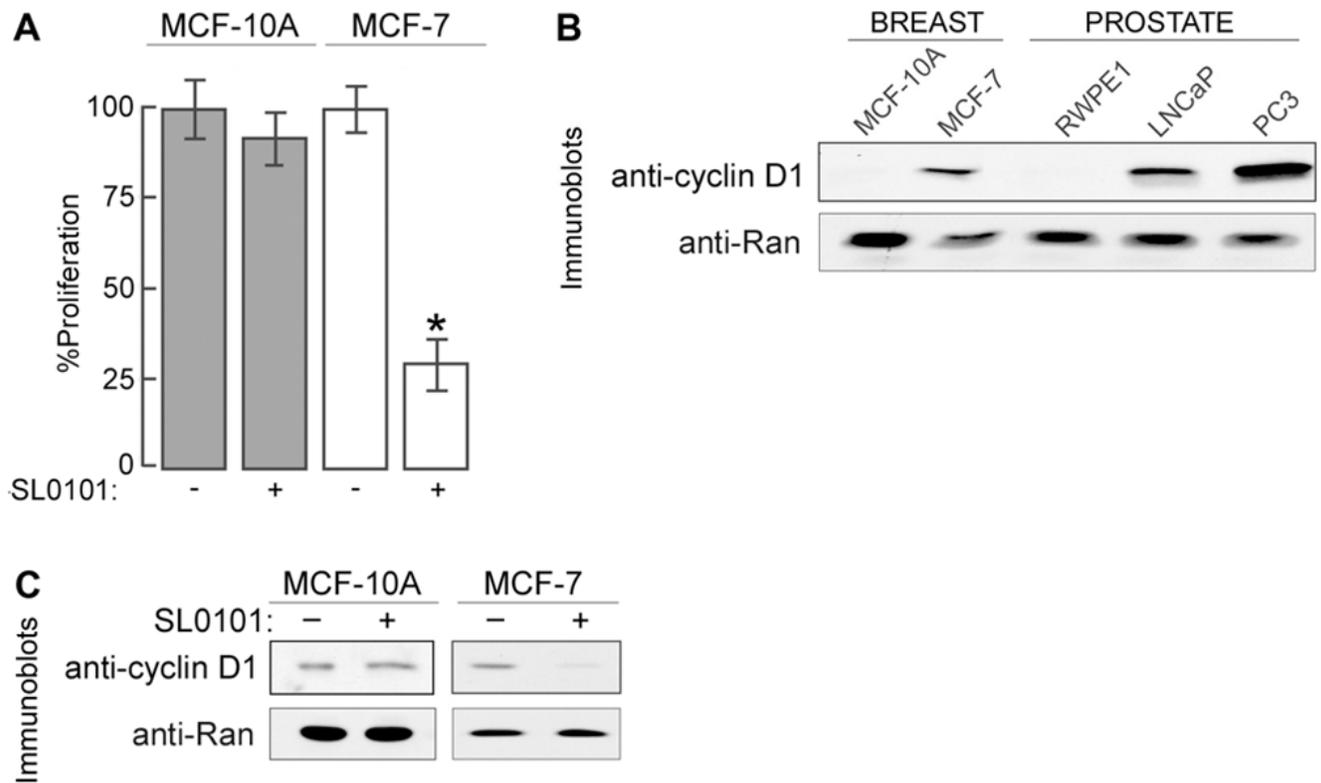 A
MCF-10A MCF-7
%Proliferation
100
75
50
25
0
*
SL0101: - + - +
B
BREAST PROSTATE
MCF-10A MCF-7 RWPE1 LNCaP PC3
Immunoblots
anti-cyclin D1
anti-Ran
C
MCF-10A MCF-7
SL0101: – + – +
Immunoblots
anti-cyclin D1
anti-Ran